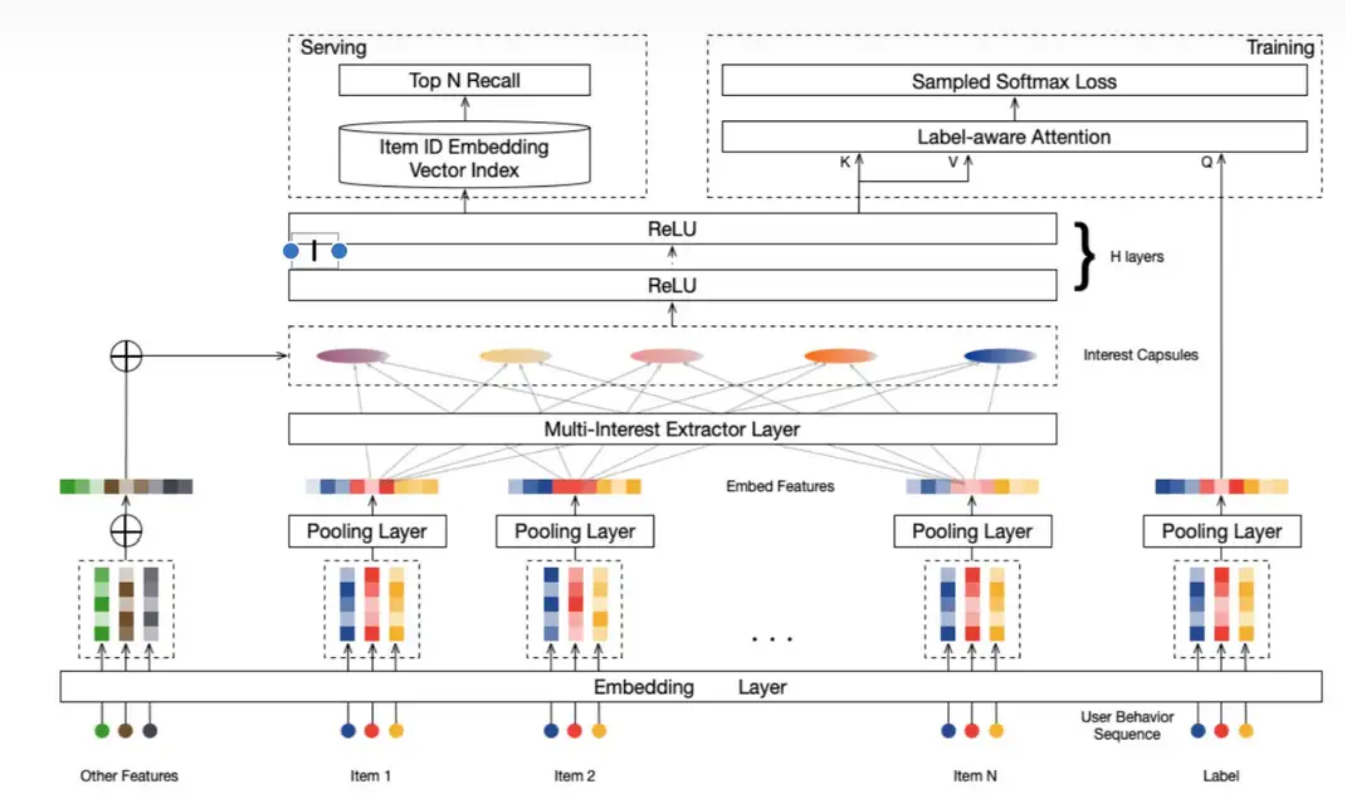 Serving
Training
Top N Recall
Sampled Softmax Loss
Item ID Embedding
Vector Index
Label-aware Attention
K
V
Q
ReLU
I
ReLU
} H layers
Interest Capsules
Multi-Interest Extractor Layer
Embed Features
Pooling Layer
Pooling Layer
Pooling Layer
Pooling Layer
. . .
Embedding Layer
User Behavior
Sequence
Other Features
Item 1
Item 2
Item N
Label